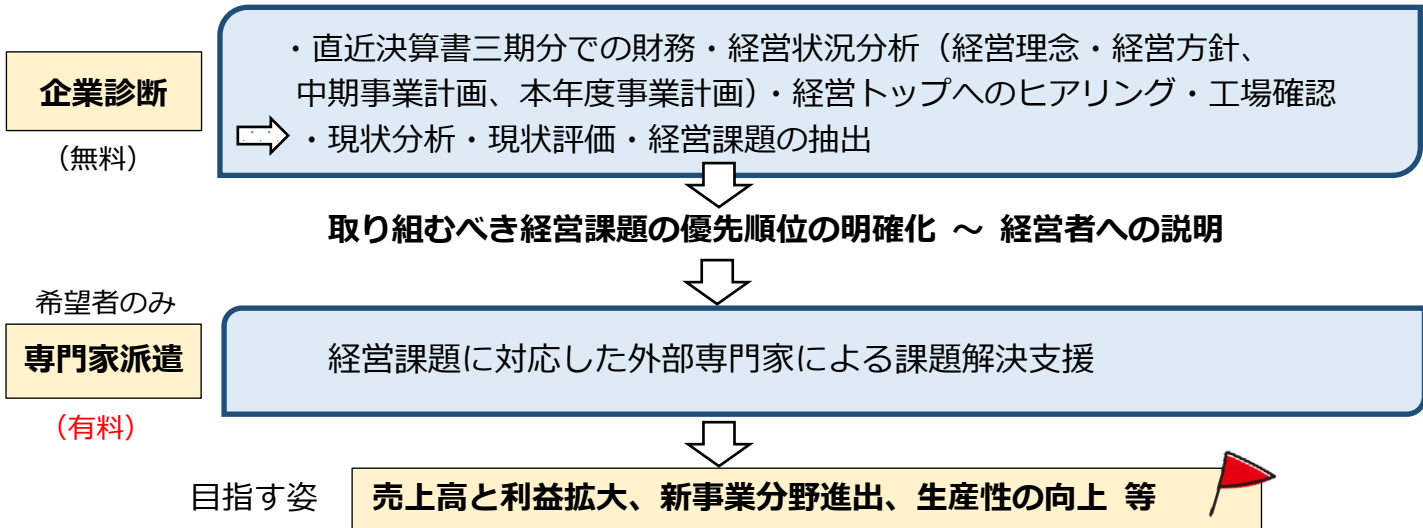 ・直近決算書三期分での財務・経営状況分析（経営理念・経営方針、
中期事業計画、本年度事業計画）・経営トップへのヒアリング・工場確認
・現状分析・現状評価・経営課題の抽出
企業診断
（無料）
取り組むべき経営課題の優先順位の明確化 ～ 経営者への説明
希望者のみ
専門家派遣
（有料）
経営課題に対応した外部専門家による課題解決支援
目指す姿
売上高と利益拡大、新事業分野進出、生産性の向上 等